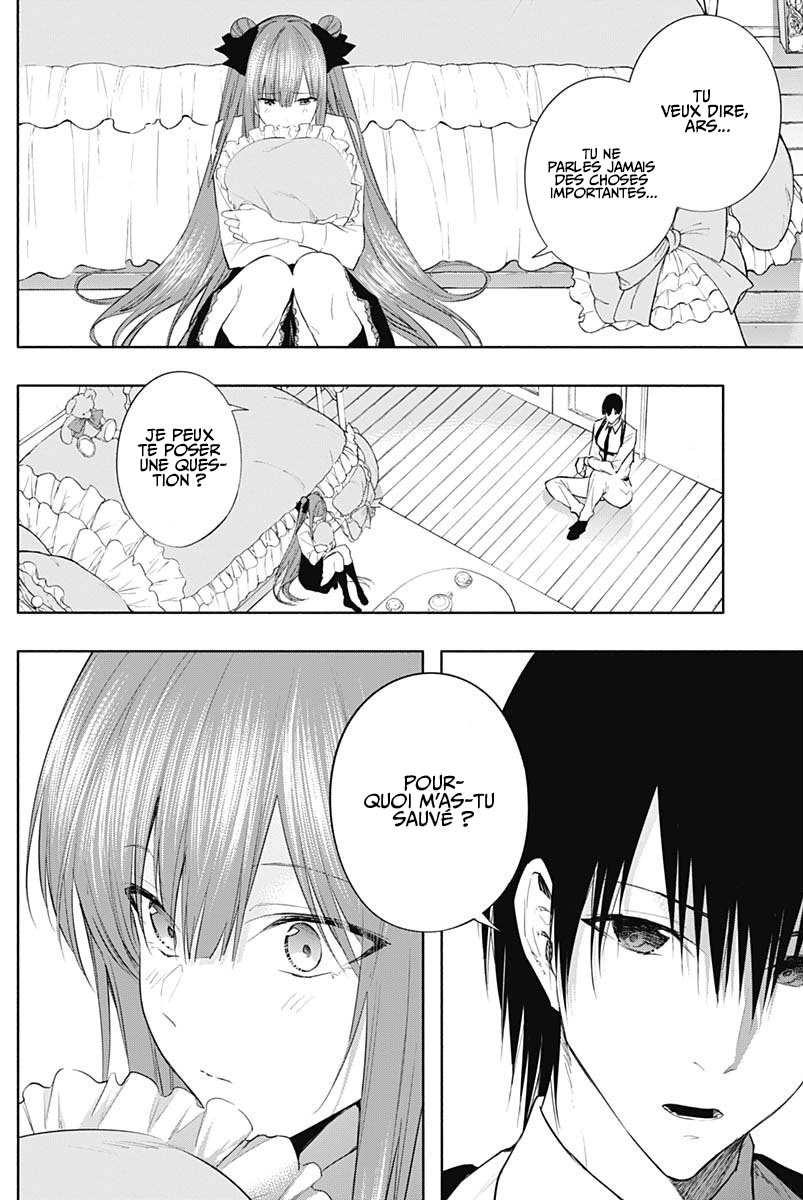 TU
VEUX DIRE,
ARS...
TU NE
PARLES JAMAIS
DES CHOSES
IMPORTANTES...
JE PEUX
TE POSER
UNE QUES-
TION ?
POUR-
QUOI M'AS-TU
SAUVÉ ?